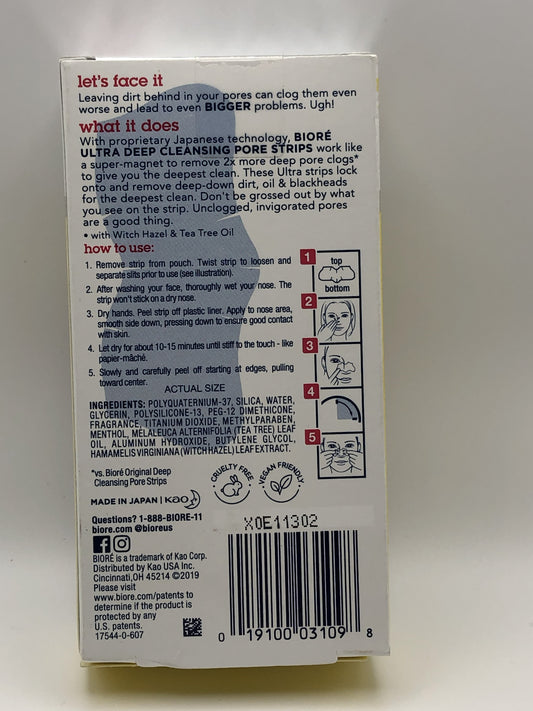 let's face it
Leaving dirt behind in your pores can clog them even
worse and lead to even BIGGER problems. Ugh!
what it does
With proprietary Japanese technology, BIORÉ
ULTRA DEEP CLEANSING PORE STRIPS work like
a super-magnet to remove 2x more deep pore clogs*
to give you the deepest clean. These Ultra strips lock
onto and remove deep-down dirt, oil & blackheads
for the deepest clean. Don't be grossed out by what
you see on the strip. Unclogged, invigorated pores
are a good thing.
• with Witch Hazel & Tea Tree Oil
how to use:
1. Remove strip from pouch. Twist strip to loosen and
separate slits prior to use (see illustration).
2. After washing your face, thoroughly wet your nose. The
strip won't stick on a dry nose.
3. Dry hands. Peel strip off plastic liner. Apply to nose area,
smooth side down, pressing down to ensure good contact
with skin.
4. Let dry for about 10-15 minutes until stiff to the touch - like
papier-mâché.
5. Slowly and carefully peel off starting at edges, pulling
toward center.
1
top
bottom
2
3
4
5
ACTUAL SIZE
INGREDIENTS: POLYQUATERNIUM-37, SILICA, WATER,
GLYCERIN, POLYSILICONE-13, PEG-12 DIMETHICONE,
FRAGRANCE, TITANIUM DIOXIDE, METHYLPARABEN,
MENTHOL, MELALEUCA ALTERNIFOLIA (TEA TREE) LEAF
OIL, ALUMINUM HYDROXIDE, BUTYLENE GLYCOL,
HAMAMELIS VIRGINIANA (WITCH HAZEL) LEAF EXTRACT.
*vs. Bioré Original Deep
Cleansing Pore Strips
CRUELTY FREE
VEGAN FRIENDLY
MADE IN JAPAN | Kao
Questions? 1-888-BIORE-11
biore.com @bioreus
BIORÉ is a trademark of Kao Corp.
Distributed by Kao USA Inc.
Cincinnati, OH 45214 ©2019
Please visit
www.biore.com/patents to
determine if the product is
protected by any
U.S. patents.
17544-0-607
X0E11302
0 19100 03109 8